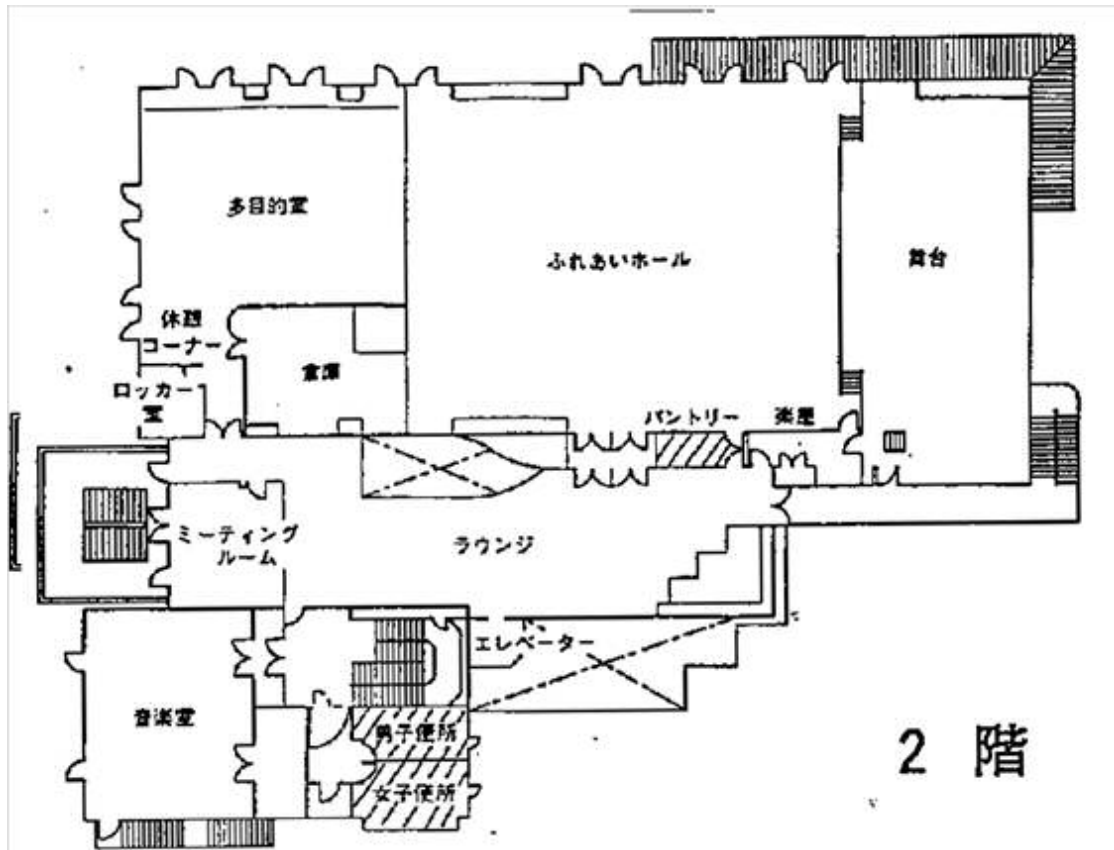 多目的室
ふれあいホール
舞台
休憩
コーナー
倉庫
ロッカー
室
パントリー
楽屋
ミーティング
ルーム
ラウンジ
エレベーター
音楽室
男子便所
女子便所
2 階